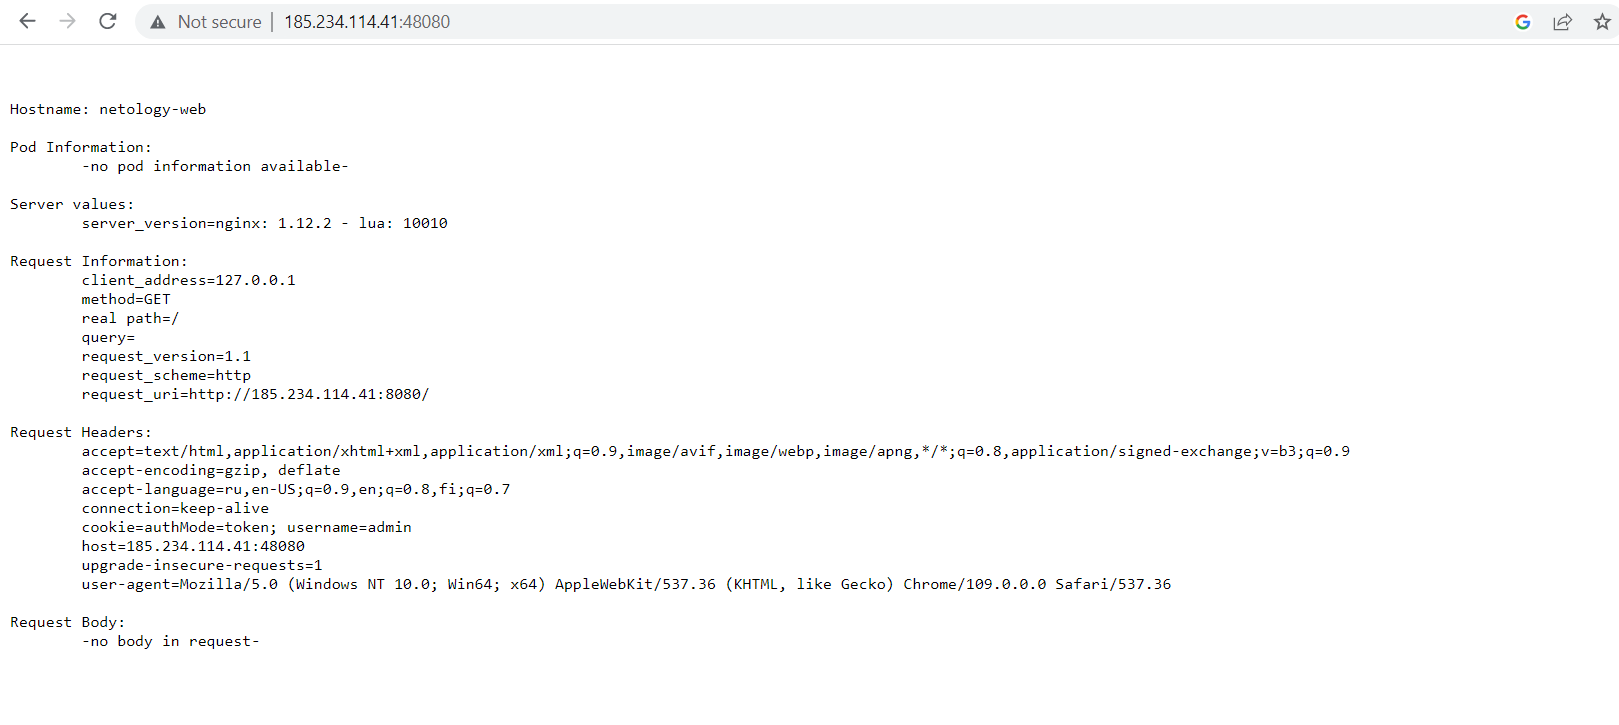 Not secure | 185.234.114.41:48080
Hostname: netology-web
Pod Information:
-no pod information available-
Server values:
server_version=nginx: 1.12.2 - lua: 10010
Request Information:
client_address=127.0.0.1
method=GET
real path=/
query=
request_version=1.1
request_scheme=http
request_uri=http://185.234.114.41:8080/
Request Headers:
accept=text/html,application/xhtml+xml,application/xml;q=0.9,image/avif,image/webp,image/apng,*/*;q=0.8,application/signed-exchange;v=b3;q=0.9
accept-encoding=gzip, deflate
accept-language=ru,en-US;q=0.9,en;q=0.8,fi;q=0.7
connection=keep-alive
cookie=authMode=token; username=admin
host=185.234.114.41:48080
upgrade-insecure-requests=1
user-agent=Mozilla/5.0 (Windows NT 10.0; Win64; x64) AppleWebKit/537.36 (KHTML, like Gecko) Chrome/109.0.0.0 Safari/537.36
Request Body:
-no body in request-